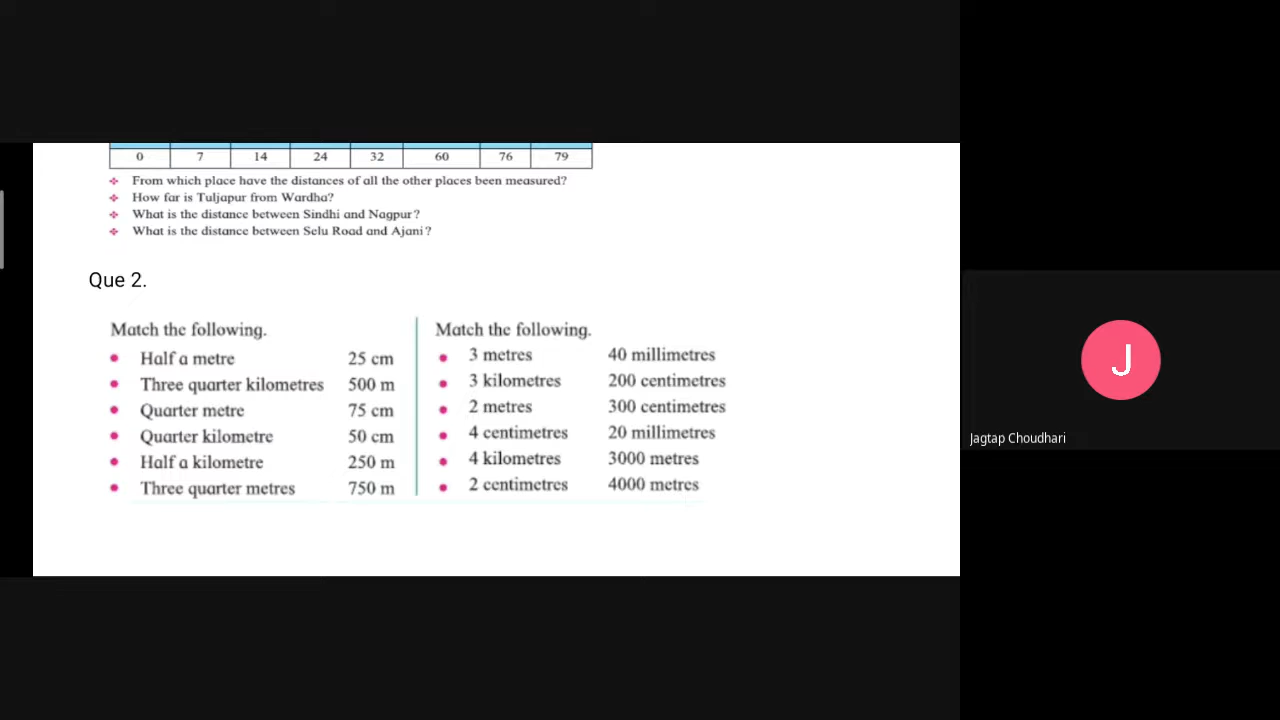 0 7 14 24 32 60 76 79
❖ From which place have the distances of all the other places been measured?
❖ How far is Tuljapur from Wardha?
❖ What is the distance between Sindhi and Nagpur?
❖ What is the distance between Selu Road and Ajani?
Que 2.
Match the following.
• Half a metre 25 cm
• Three quarter kilometres 500 m
• Quarter metre 75 cm
• Quarter kilometre 50 cm
• Half a kilometre 250 m
• Three quarter metres 750 m
Match the following.
• 3 metres 40 millimetres
• 3 kilometres 200 centimetres
• 2 metres 300 centimetres
• 4 centimetres 20 millimetres
• 4 kilometres 3000 metres
• 2 centimetres 4000 metres
J
Jagtap Choudhari